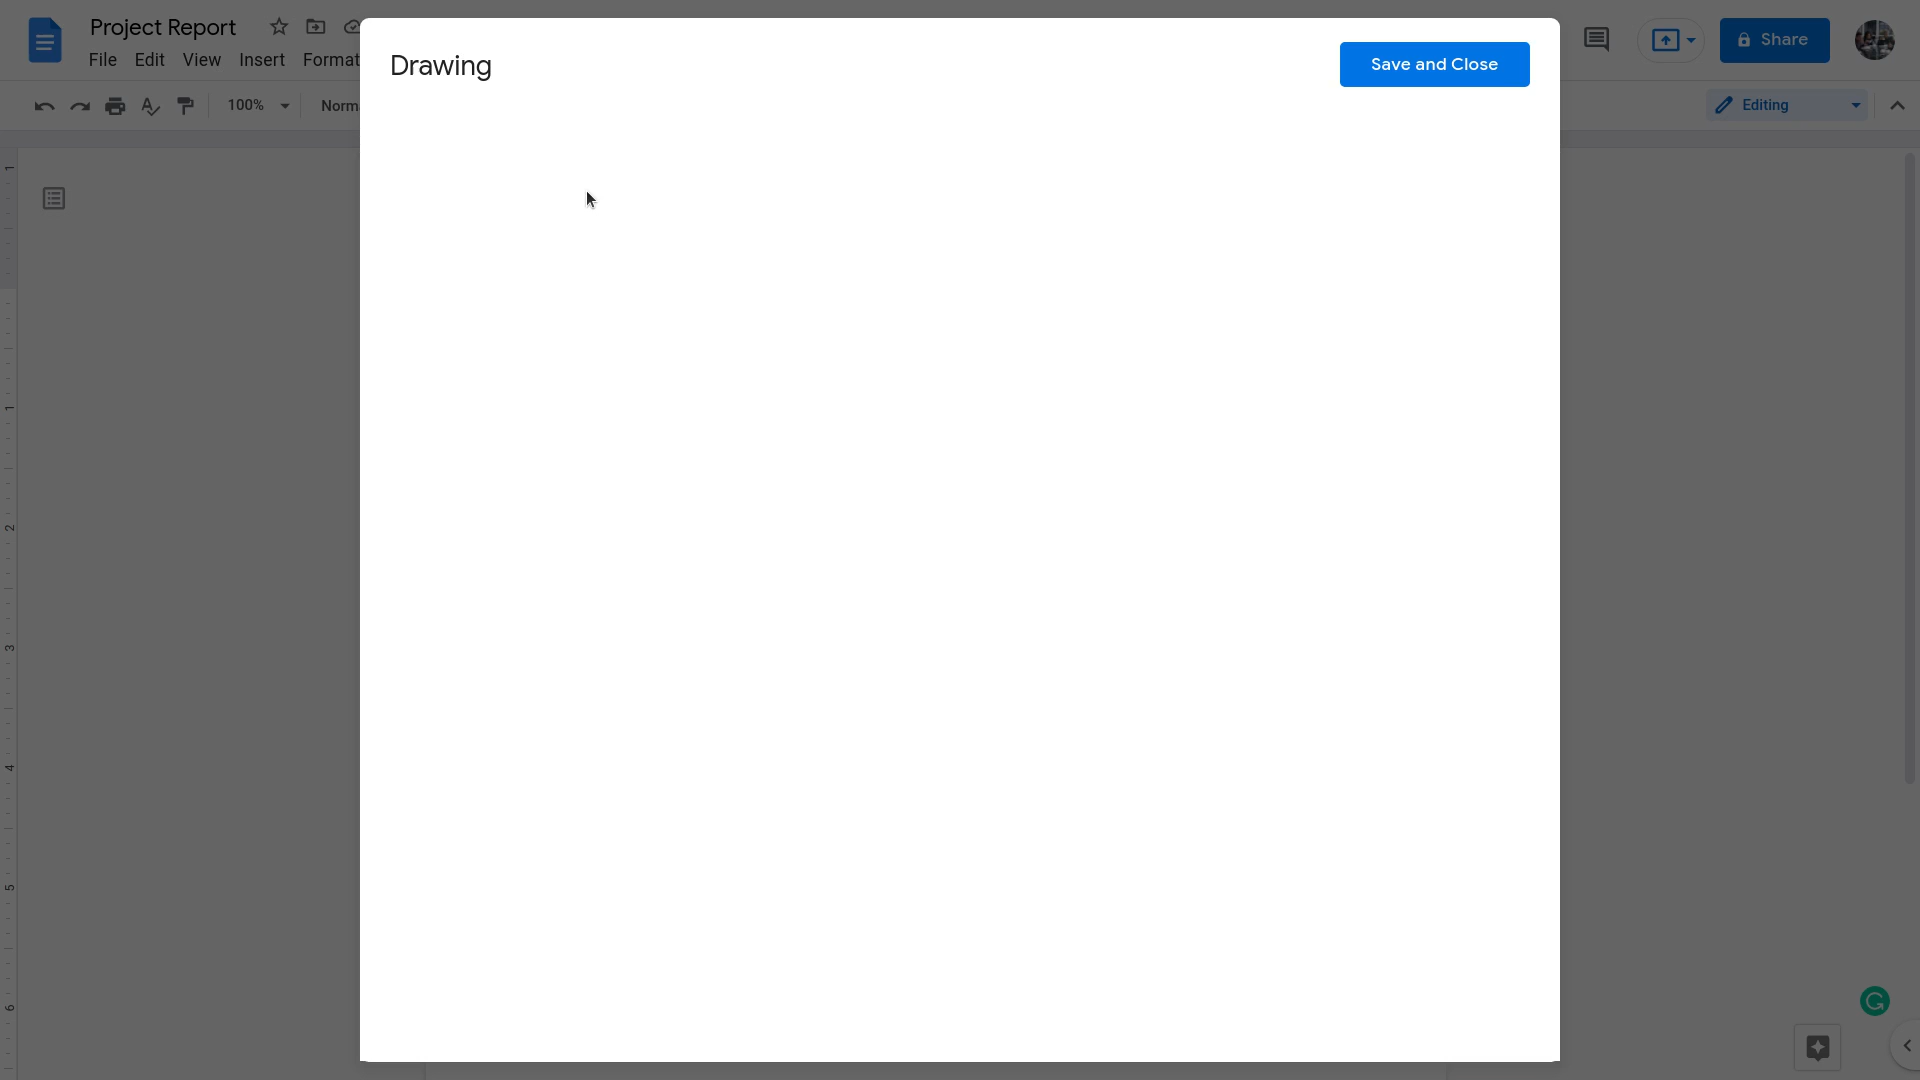 Project Report
File Edit View Insert Format
Drawing
Save and Close
Share
100%
Norm
Editing
1
1
2
3
4
5
6